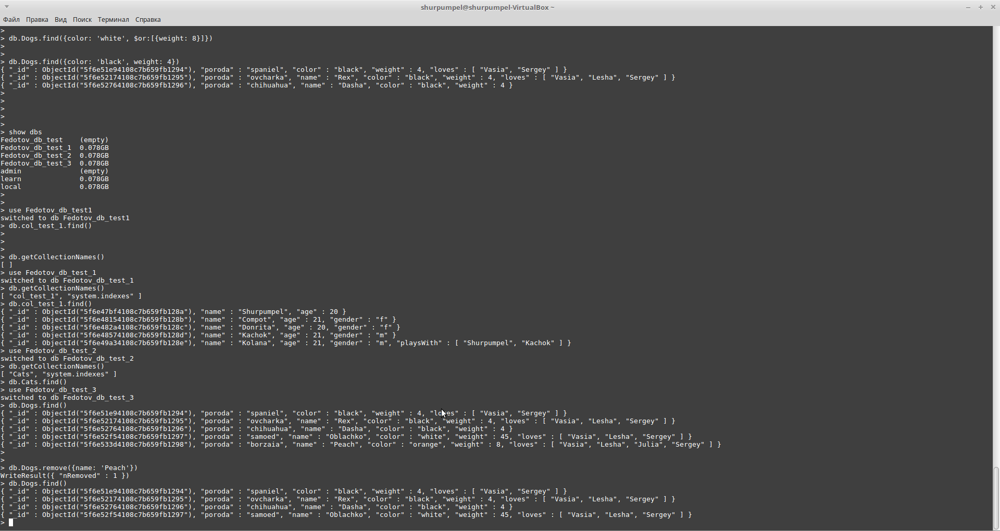 shurpumpel@shurpumpel-VirtualBox ~
Файл Правка Вид Поиск Терминал Справка
>
> db.Dogs.find({color: 'white', $or:[{weight: 8}]})
>
>
> db.Dogs.find({color: 'black', weight: 4})
{ "_id" : ObjectId("5f6e51e94108c7b659fb1294"), "poroda" : "spaniel", "color" : "black", "weight" : 4, "loves" : [ "Vasia", "Sergey" ] }
{ "_id" : ObjectId("5f6e52174108c7b659fb1295"), "poroda" : "ovcharka", "name" : "Rex", "color" : "black", "weight" : 4, "loves" : [ "Vasia", "Lesha", "Sergey" ] }
{ "_id" : ObjectId("5f6e52764108c7b659fb1296"), "poroda" : "chihuahua", "name" : "Dasha", "color" : "black", "weight" : 4 }
>
>
>
>
>
> show dbs
Fedotov_db_test    (empty)
Fedotov_db_test_1  0.078GB
Fedotov_db_test_2  0.078GB
Fedotov_db_test_3  0.078GB
admin              (empty)
learn              0.078GB
local              0.078GB
>
>
> use Fedotov_db_test1
switched to db Fedotov_db_test1
> db.col_test_1.find()
>
>
>
> db.getCollectionNames()
[ ]
> use Fedotov_db_test_1
switched to db Fedotov_db_test_1
> db.getCollectionNames()
[ "col_test_1", "system.indexes" ]
> db.col_test_1.find()
{ "_id" : ObjectId("5f6e47bf4108c7b659fb128a"), "name" : "Shurpumpel", "age" : 20 }
{ "_id" : ObjectId("5f6e48154108c7b659fb128b"), "name" : "Compot", "age" : 21, "gender" : "f" }
{ "_id" : ObjectId("5f6e482a4108c7b659fb128c"), "name" : "Donrita", "age" : 20, "gender" : "f" }
{ "_id" : ObjectId("5f6e48574108c7b659fb128d"), "name" : "Kachok", "age" : 21, "gender" : "m" }
{ "_id" : ObjectId("5f6e49a34108c7b659fb128e"), "name" : "Kolana", "age" : 21, "gender" : "m", "playsWith" : [ "Shurpumpel", "Kachok" ] }
> use Fedotov_db_test_2
switched to db Fedotov_db_test_2
> db.getCollectionNames()
[ "Cats", "system.indexes" ]
> db.Cats.find()
> use Fedotov_db_test_3
switched to db Fedotov_db_test_3
> db.Dogs.find()
{ "_id" : ObjectId("5f6e51e94108c7b659fb1294"), "poroda" : "spaniel", "color" : "black", "weight" : 4, "loves" : [ "Vasia", "Sergey" ] }
{ "_id" : ObjectId("5f6e52174108c7b659fb1295"), "poroda" : "ovcharka", "name" : "Rex", "color" : "black", "weight" : 4, "loves" : [ "Vasia", "Lesha", "Sergey" ] }
{ "_id" : ObjectId("5f6e52764108c7b659fb1296"), "poroda" : "chihuahua", "name" : "Dasha", "color" : "black", "weight" : 4 }
{ "_id" : ObjectId("5f6e52f54108c7b659fb1297"), "poroda" : "samoed", "name" : "Oblachko", "color" : "white", "weight" : 45, "loves" : [ "Vasia", "Lesha", "Sergey" ] }
{ "_id" : ObjectId("5f6e533d4108c7b659fb1298"), "poroda" : "borzaia", "name" : "Peach", "color" : "orange", "weight" : 8, "loves" : [ "Vasia", "Lesha", "Julia", "Sergey" ] }
>
>
> db.Dogs.remove({name: 'Peach'})
WriteResult({ "nRemoved" : 1 })
> db.Dogs.find()
{ "_id" : ObjectId("5f6e51e94108c7b659fb1294"), "poroda" : "spaniel", "color" : "black", "weight" : 4, "loves" : [ "Vasia", "Sergey" ] }
{ "_id" : ObjectId("5f6e52174108c7b659fb1295"), "poroda" : "ovcharka", "name" : "Rex", "color" : "black", "weight" : 4, "loves" : [ "Vasia", "Lesha", "Sergey" ] }
{ "_id" : ObjectId("5f6e52764108c7b659fb1296"), "poroda" : "chihuahua", "name" : "Dasha", "color" : "black", "weight" : 4 }
{ "_id" : ObjectId("5f6e52f54108c7b659fb1297"), "poroda" : "samoed", "name" : "Oblachko", "color" : "white", "weight" : 45, "loves" : [ "Vasia", "Lesha", "Sergey" ] }
>